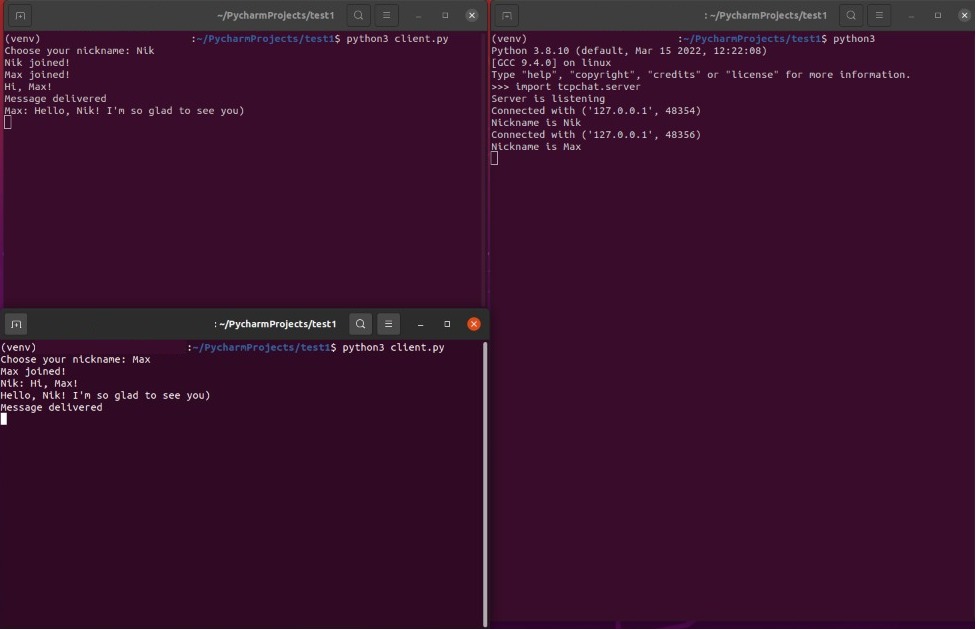 ~/PycharmProjects/test1
(venv) :~/PycharmProjects/test1$ python3 client.py
Choose your nickname: Nik
Nik joined!
Max joined!
Hi, Max!
Message delivered
Max: Hello, Nik! I'm so glad to see you)
: ~/PycharmProjects/test1
(venv) :~/PycharmProjects/test1$ python3
Python 3.8.10 (default, Mar 15 2022, 12:22:08)
[GCC 9.4.0] on linux
Type "help", "copyright", "credits" or "license" for more information.
>>> import tcpchat.server
Server is listening
Connected with ('127.0.0.1', 48354)
Nickname is Nik
Connected with ('127.0.0.1', 48356)
Nickname is Max
: ~/PycharmProjects/test1
(venv) :~/PycharmProjects/test1$ python3 client.py
Choose your nickname: Max
Max joined!
Nik: Hi, Max!
Hello, Nik! I'm so glad to see you)
Message delivered